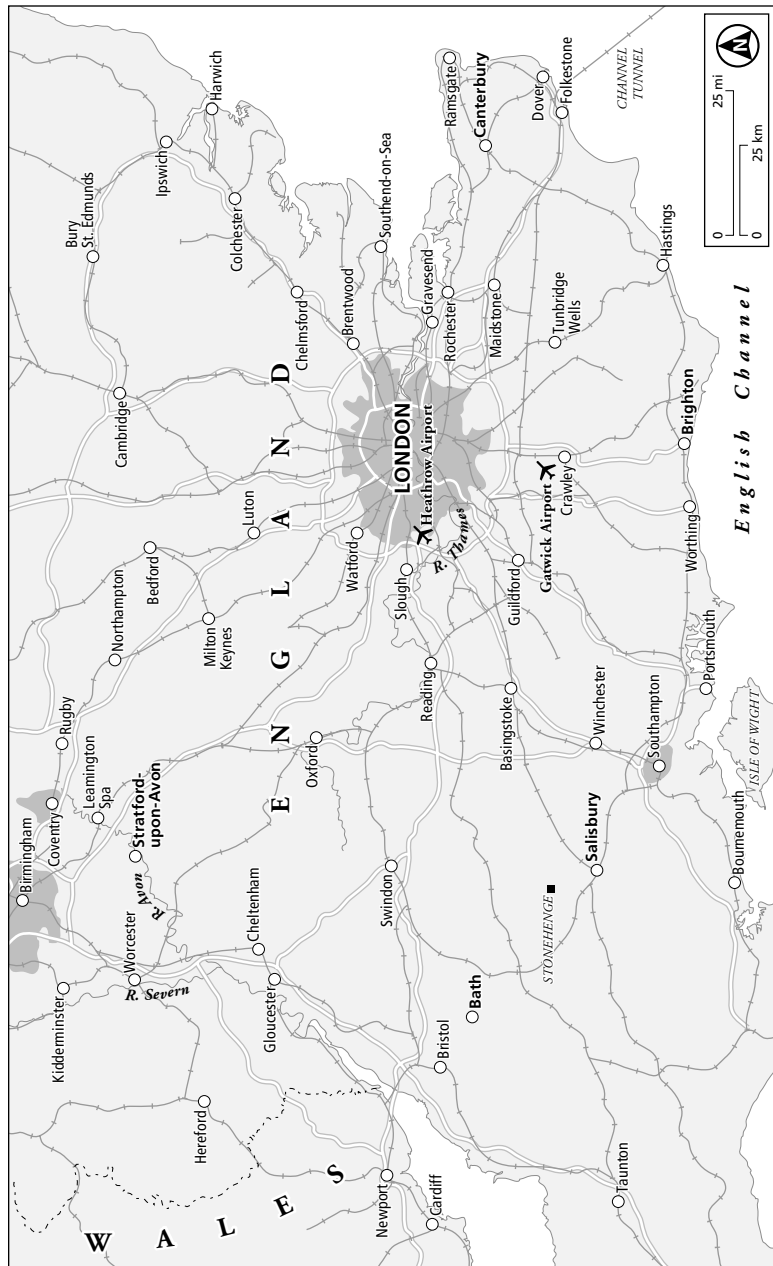 Birmingham
Coventry
Rugby
Northampton
Bedford
Cambridge
Bury
St. Edmunds
Ipswich
Harwich
Kidderminster
Worcester
R. Avon
Stratford-
upon-Avon
Leamington
Spa
Milton
Keynes
Luton
Colchester
R. Severn
Hereford
Cheltenham
Gloucester
Oxford
Watford
Chelmsford
Brentwood
Southend-on-Sea
WALES
ENGLAND
Newport
Cardiff
Bristol
Bath
Swindon
Reading
Slough
LONDON
Heathrow Airport
R. Thames
Gravesend
Rochester
Maidstone
Ramsgate
Canterbury
Dover
Folkestone
CHANNEL
TUNNEL
STONEHENGE
Salisbury
Basingstoke
Winchester
Guildford
Gatwick Airport
Crawley
Tunbridge
Wells
Hastings
Taunton
Bournemouth
Southampton
Portsmouth
ISLE OF WIGHT
Worthing
Brighton
English Channel
0
25 mi
0
25 km
N